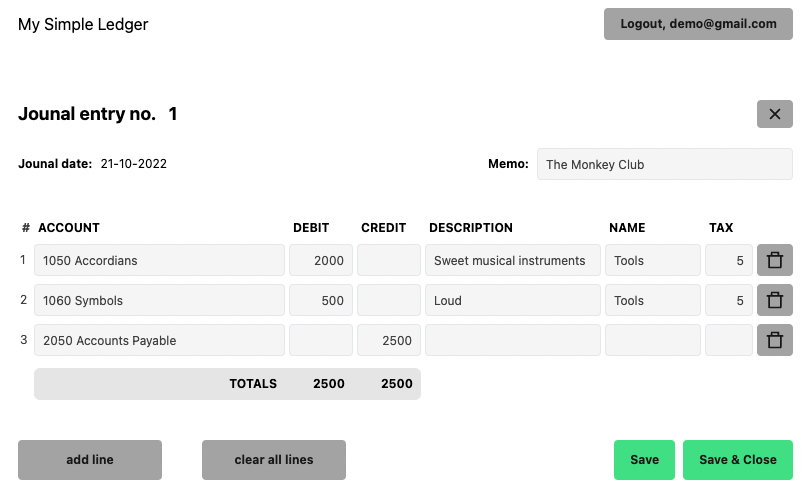 My Simple Ledger
Logout, demo@gmail.com
Jounal entry no. 1
Jounal date: 21-10-2022
Memo: The Monkey Club
# ACCOUNT DEBIT CREDIT DESCRIPTION NAME TAX
1 1050 Accordians 2000 Sweet musical instruments Tools 5
2 1060 Symbols 500 Loud Tools 5
3 2050 Accounts Payable 2500
TOTALS 2500 2500
add line
clear all lines
Save
Save & Close